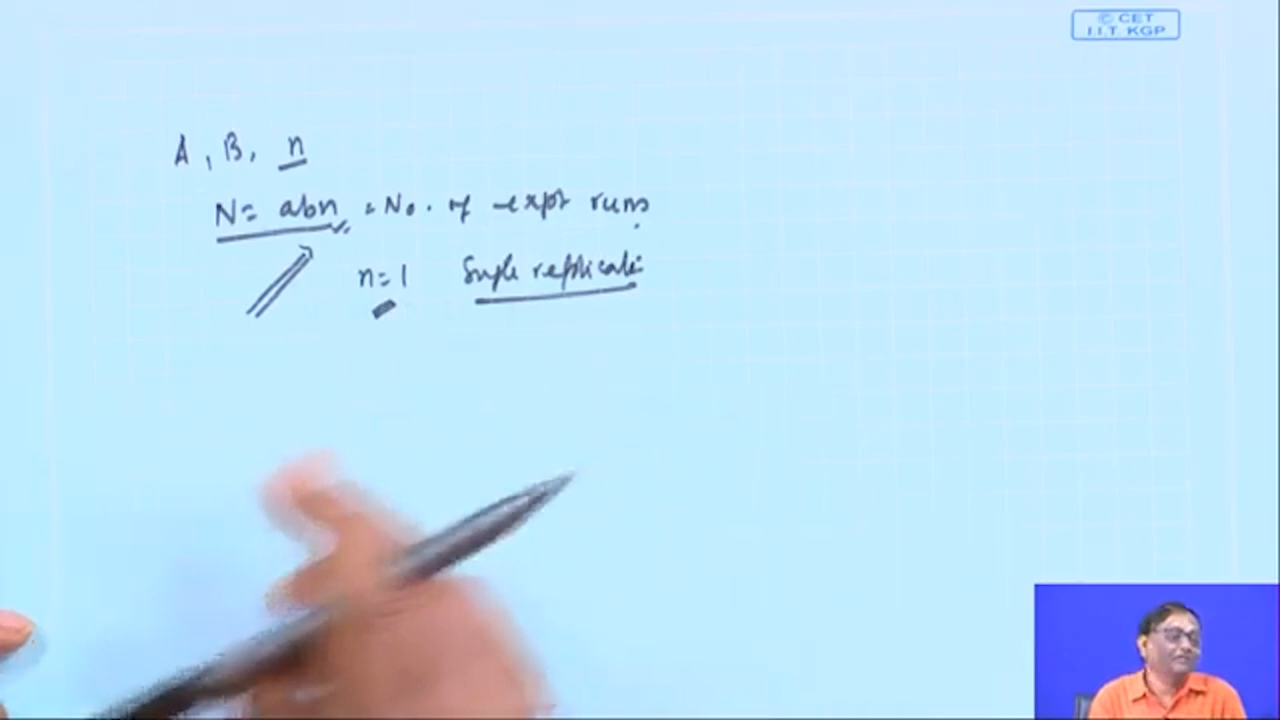 © CET
I.I.T. KGP
A, B, n
N = abn = No. of expt runs
n = 1 Single replicate